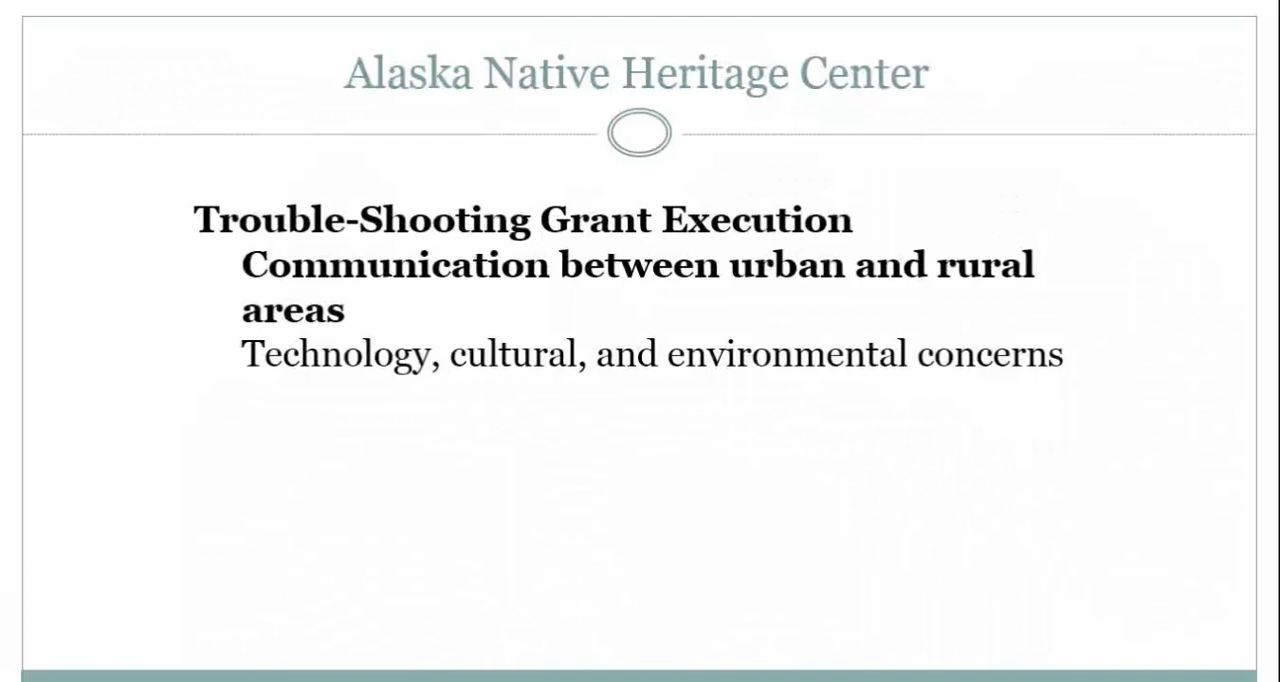 Alaska Native Heritage Center
Trouble-Shooting Grant Execution
Communication between urban and rural
areas
Technology, cultural, and environmental concerns